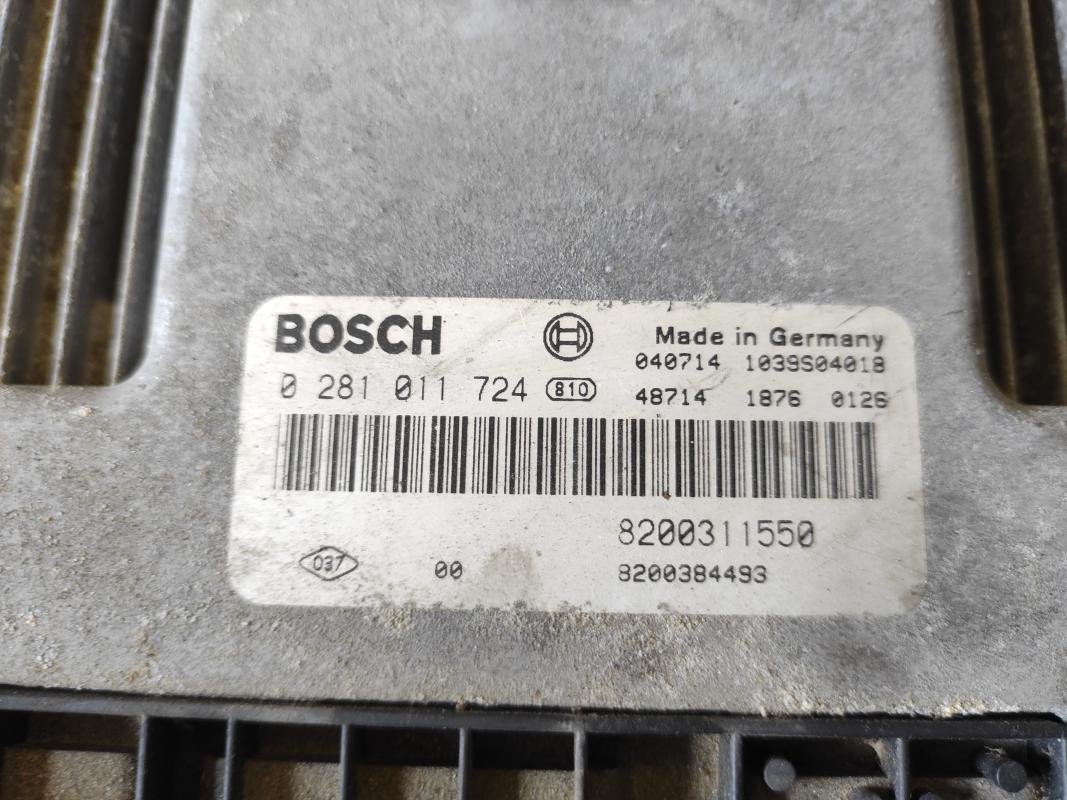 BOSCH
Made in Germany
040714 1039S04018
0 281 011 724 810
48714 1876 0126
8200311550
037 00 8200384493